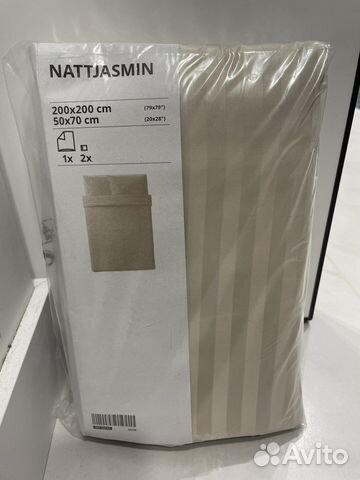 NATTJASMIN
200x200 cm (79x79")
50x70 cm (20x28")
1x 2x
Avito